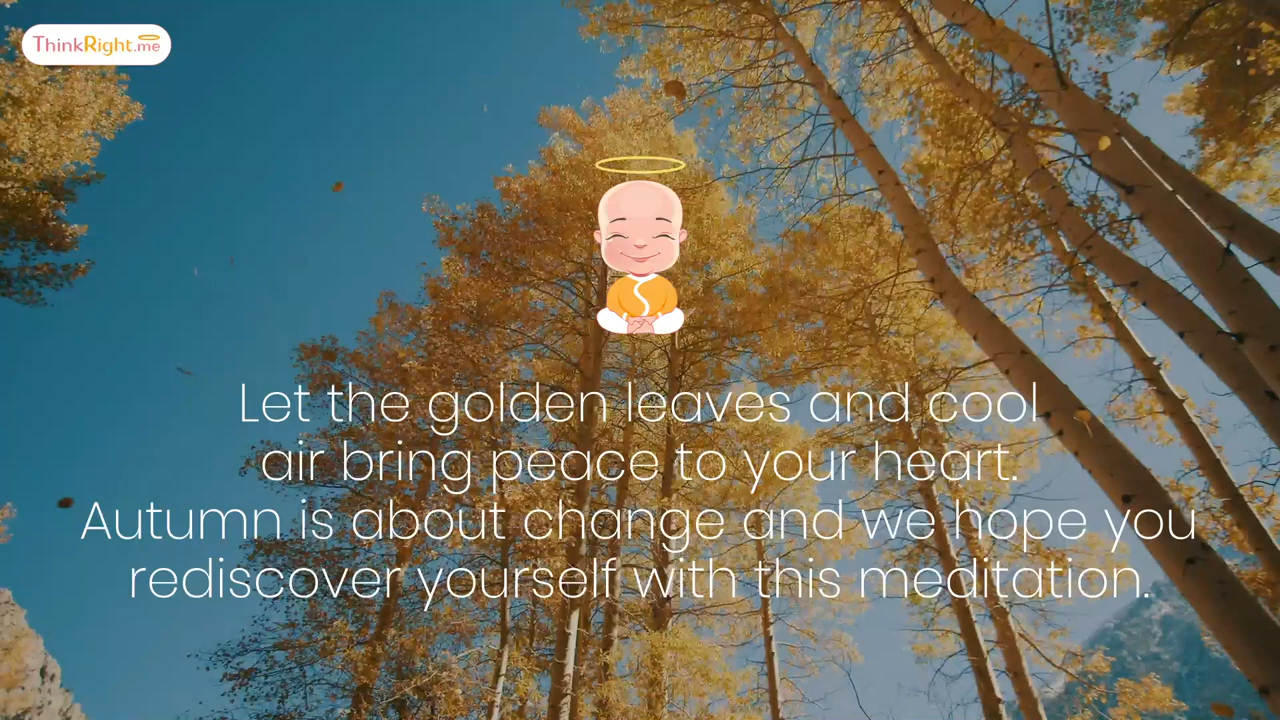 ThinkRight.me
Let the golden leaves and cool
air bring peace to your heart.
Autumn is about change and we hope you
rediscover yourself with this meditation.